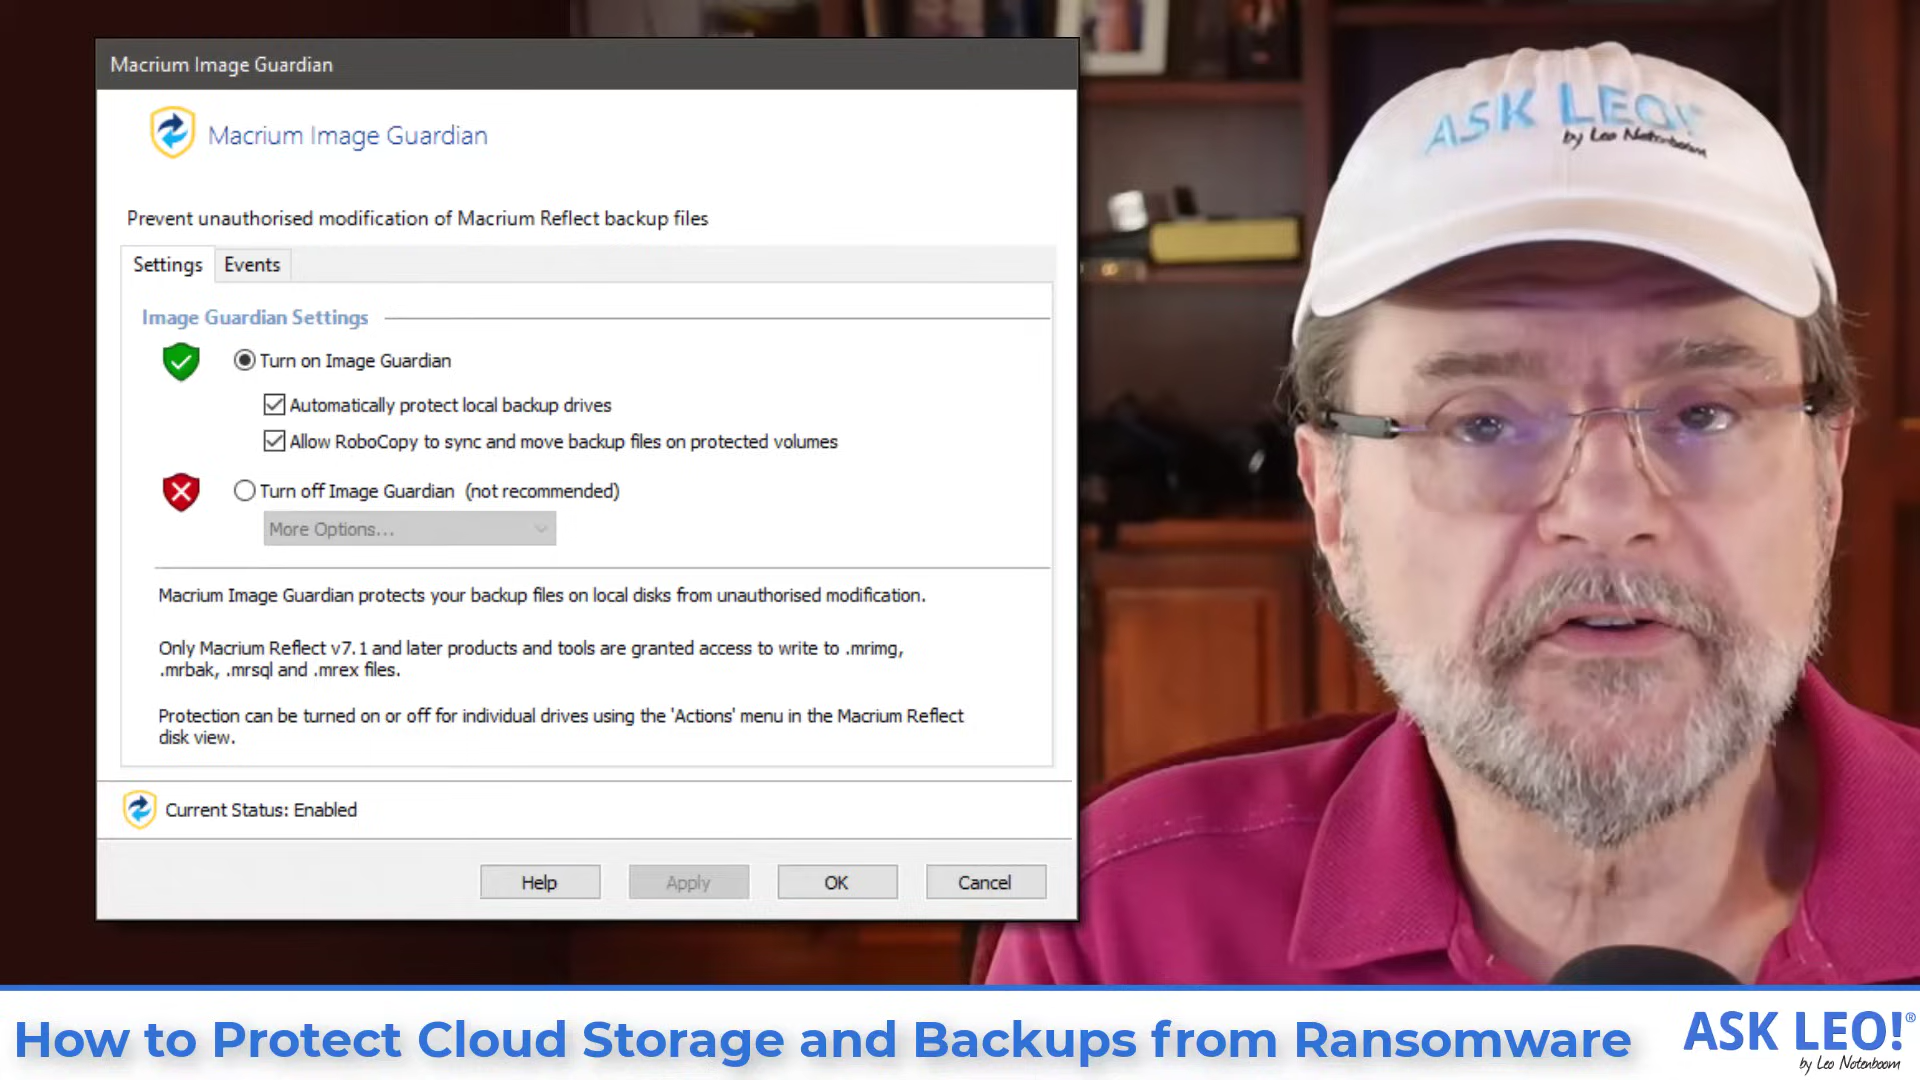 Macrium Image Guardian
Macrium Image Guardian
Prevent unauthorised modification of Macrium Reflect backup files
Settings
Events
Image Guardian Settings
Turn on Image Guardian
Automatically protect local backup drives
Allow RoboCopy to sync and move backup files on protected volumes
Turn off Image Guardian (not recommended)
More Options...
Macrium Image Guardian protects your backup files on local disks from unauthorised modification.
Only Macrium Reflect v7.1 and later products and tools are granted access to write to .mrimg,
.mrbak, .mrsql and .mrex files.
Protection can be turned on or off for individual drives using the 'Actions' menu in the Macrium Reflect
disk view.
Current Status: Enabled
Help
Apply
OK
Cancel
ASK LEO!
by Leo Notenboom
How to Protect Cloud Storage and Backups from Ransomware
ASK LEO!®
by Leo Notenboom